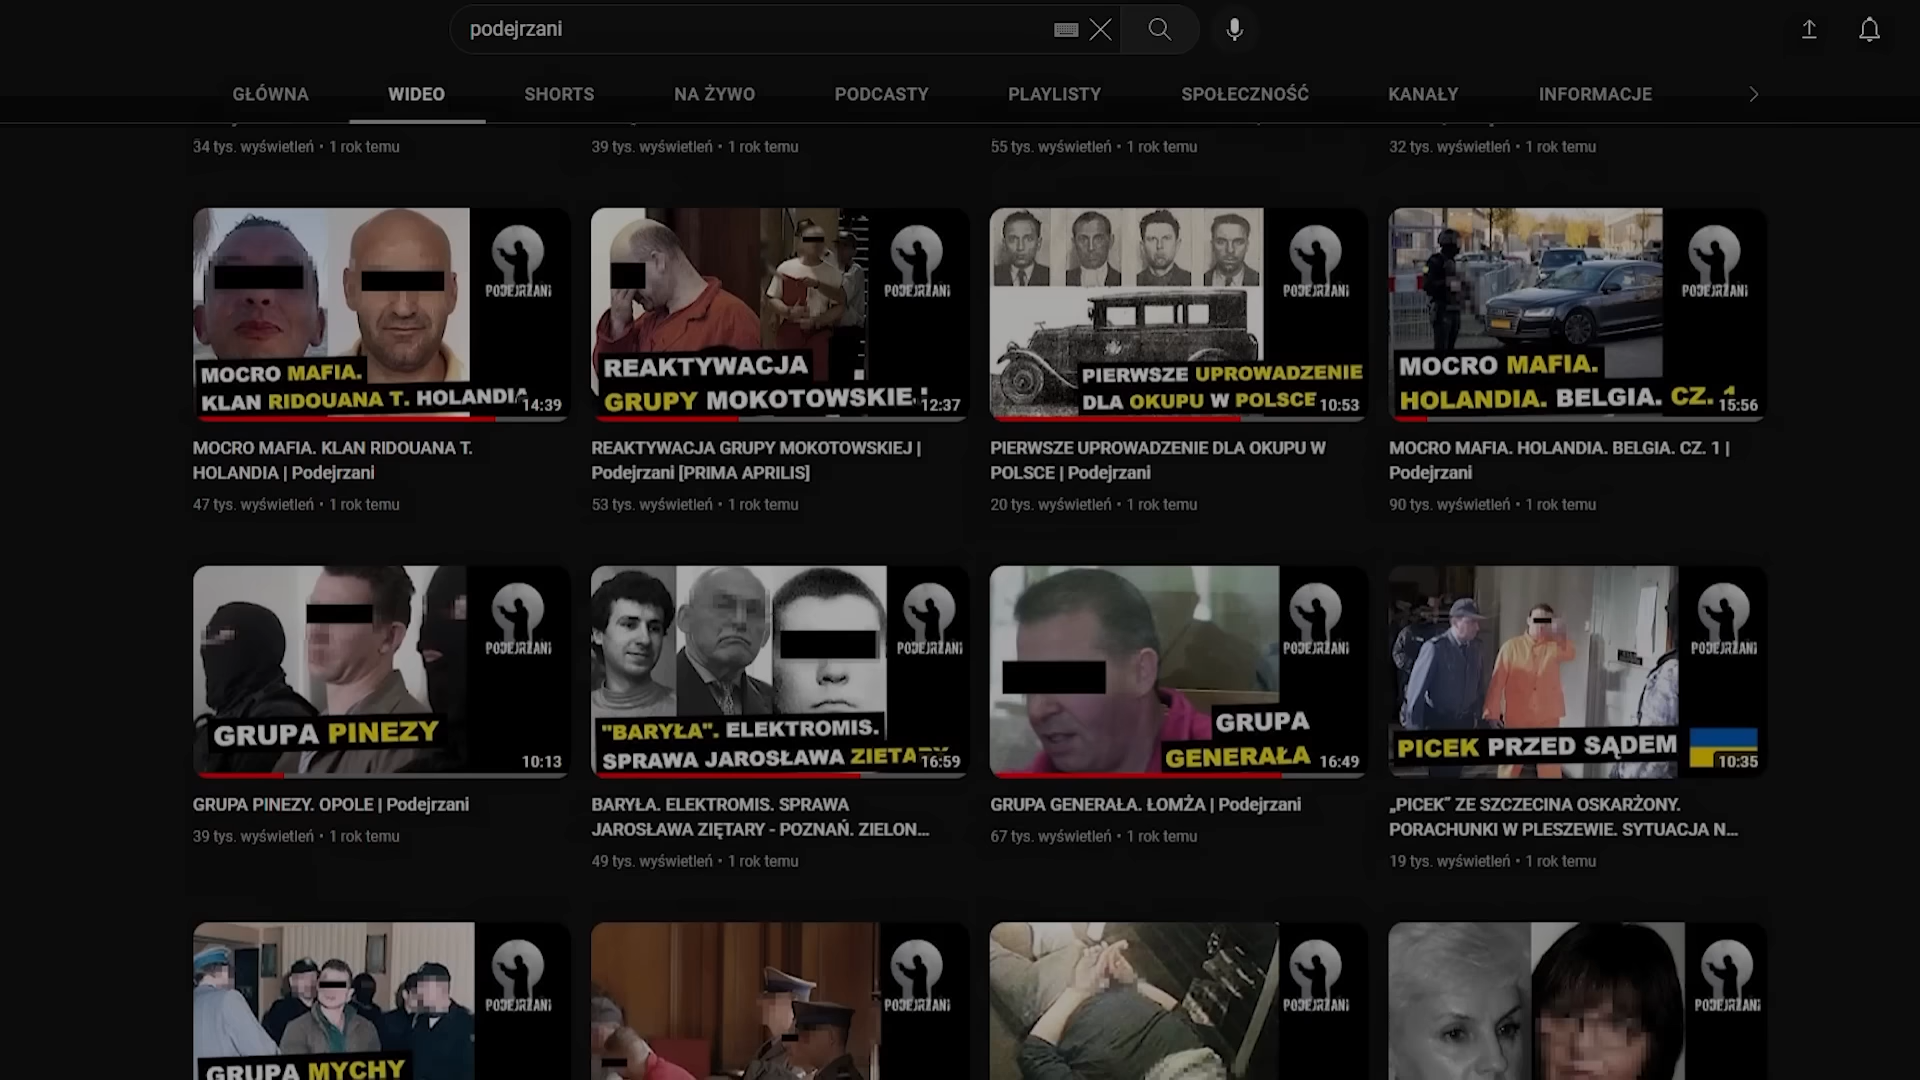 podejrzani
GŁÓWNA WIDEO SHORTS NA ŻYWO PODCASTY PLAYLISTY SPOŁECZNOŚĆ KANAŁY INFORMACJE
34 tys. wyświetleń • 1 rok temu
39 tys. wyświetleń • 1 rok temu
55 tys. wyświetleń • 1 rok temu
32 tys. wyświetleń • 1 rok temu
PODEJRZANI
MOCRO MAFIA.
KLAN RIDOUANA T. HOLANDIA
14:39
PODEJRZANI
REAKTYWACJA
GRUPY MOKOTOWSKIEJ
12:37
PODEJRZANI
PIERWSZE UPROWADZENIE
DLA OKUPU W POLSCE
10:53
PODEJRZANI
MOCRO MAFIA.
HOLANDIA. BELGIA. CZ. 1
15:56
MOCRO MAFIA. KLAN RIDOUANA T.
HOLANDIA | Podejrzani
47 tys. wyświetleń • 1 rok temu
REAKTYWACJA GRUPY MOKOTOWSKIEJ |
Podejrzani [PRIMA APRILIS]
53 tys. wyświetleń • 1 rok temu
PIERWSZE UPROWADZENIE DLA OKUPU W
POLSCE | Podejrzani
20 tys. wyświetleń • 1 rok temu
MOCRO MAFIA. HOLANDIA. BELGIA. CZ. 1 |
Podejrzani
90 tys. wyświetleń • 1 rok temu
PODEJRZANI
GRUPA PINEZY
10:13
PODEJRZANI
"BARYŁA". ELEKTROMIS.
SPRAWA JAROSŁAWA ZIETARY
16:59
PODEJRZANI
GRUPA
GENERAŁA
16:49
PODEJRZANI
PICEK PRZED SĄDEM
10:35
GRUPA PINEZY. OPOLE | Podejrzani
39 tys. wyświetleń • 1 rok temu
BARYŁA. ELEKTROMIS. SPRAWA
JAROSŁAWA ZIĘTARY - POZNAŃ. ZIELON...
49 tys. wyświetleń • 1 rok temu
GRUPA GENERAŁA. ŁOMŻA | Podejrzani
67 tys. wyświetleń • 1 rok temu
„PICEK” ZE SZCZECINA OSKARŻONY.
PORACHUNKI W PLESZEWIE. SYTUACJA N...
19 tys. wyświetleń • 1 rok temu
PODEJRZANI
GRUPA MYCHY
PODEJRZANI
PODEJRZANI
PODEJRZANI